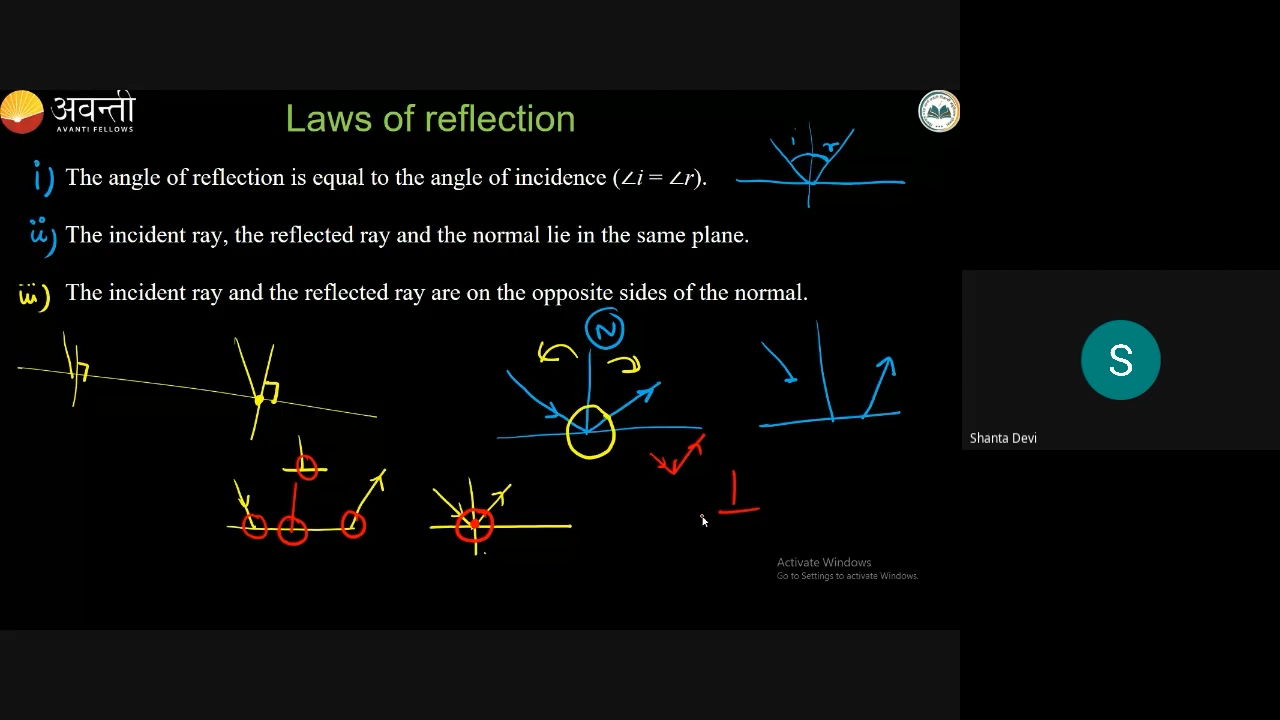 अवन्ती
AVANTI FELLOWS
Laws of reflection
i r
i) The angle of reflection is equal to the angle of incidence (∠i = ∠r).
ii) The incident ray, the reflected ray and the normal lie in the same plane.
iii) The incident ray and the reflected ray are on the opposite sides of the normal.
N
S
Shanta Devi
Activate Windows
Go to Settings to activate Windows.